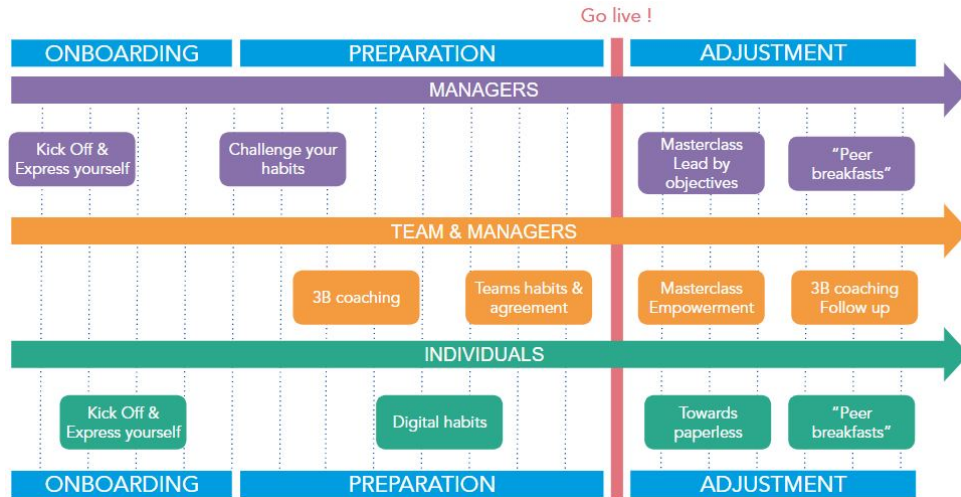 Go live !
ONBOARDING
PREPARATION
ADJUSTMENT
MANAGERS
Kick Off &
Express yourself
Challenge your
habits
Masterclass
Lead by
objectives
"Peer
breakfasts"
TEAM & MANAGERS
3B coaching
Teams habits &
agreement
Masterclass
Empowerment
3B coaching
Follow up
INDIVIDUALS
Kick Off &
Express yourself
Digital habits
Towards
paperless
"Peer
breakfasts"
ONBOARDING
PREPARATION
ADJUSTMENT